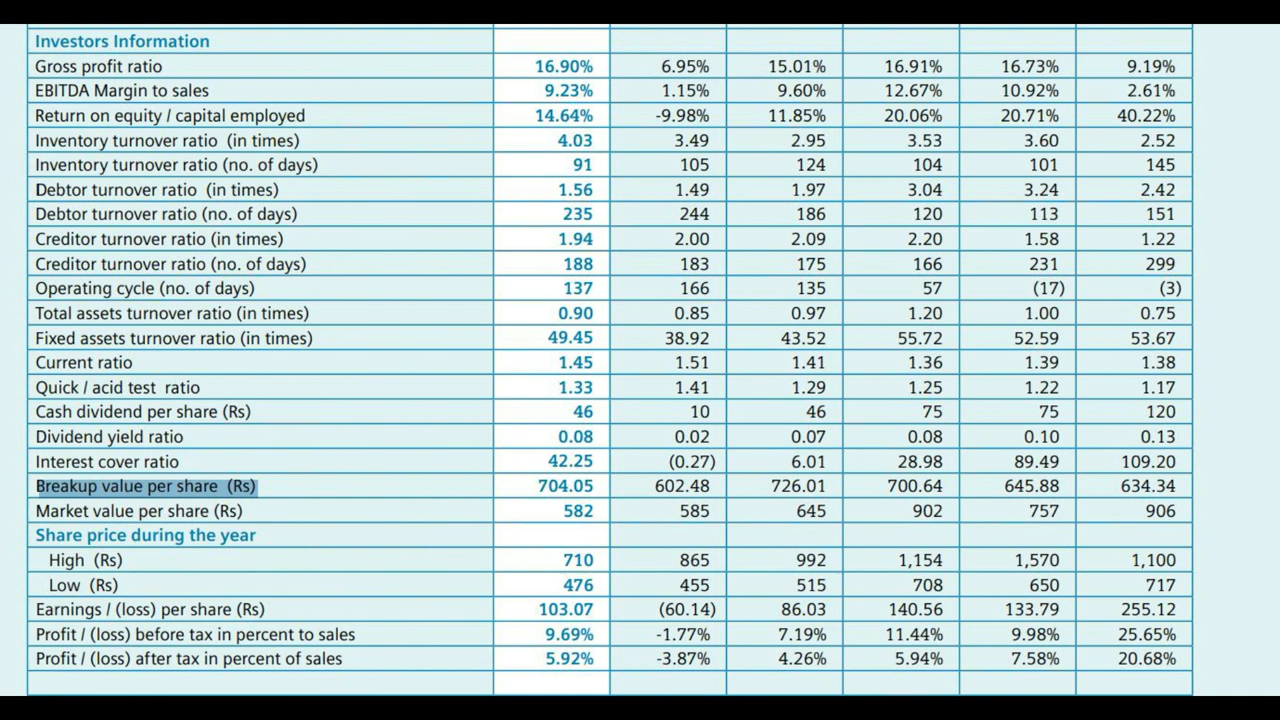 Investors Information
Gross profit ratio 16.90% 6.95% 15.01% 16.91% 16.73% 9.19%
EBITDA Margin to sales 9.23% 1.15% 9.60% 12.67% 10.92% 2.61%
Return on equity / capital employed 14.64% -9.98% 11.85% 20.06% 20.71% 40.22%
Inventory turnover ratio (in times) 4.03 3.49 2.95 3.53 3.60 2.52
Inventory turnover ratio (no. of days) 91 105 124 104 101 145
Debtor turnover ratio (in times) 1.56 1.49 1.97 3.04 3.24 2.42
Debtor turnover ratio (no. of days) 235 244 186 120 113 151
Creditor turnover ratio (in times) 1.94 2.00 2.09 2.20 1.58 1.22
Creditor turnover ratio (no. of days) 188 183 175 166 231 299
Operating cycle (no. of days) 137 166 135 57 (17) (3)
Total assets turnover ratio (in times) 0.90 0.85 0.97 1.20 1.00 0.75
Fixed assets turnover ratio (in times) 49.45 38.92 43.52 55.72 52.59 53.67
Current ratio 1.45 1.51 1.41 1.36 1.39 1.38
Quick / acid test ratio 1.33 1.41 1.29 1.25 1.22 1.17
Cash dividend per share (Rs) 46 10 46 75 75 120
Dividend yield ratio 0.08 0.02 0.07 0.08 0.10 0.13
Interest cover ratio 42.25 (0.27) 6.01 28.98 89.49 109.20
Breakup value per share (Rs) 704.05 602.48 726.01 700.64 645.88 634.34
Market value per share (Rs) 582 585 645 902 757 906
Share price during the year
High (Rs) 710 865 992 1,154 1,570 1,100
Low (Rs) 476 455 515 708 650 717
Earnings / (loss) per share (Rs) 103.07 (60.14) 86.03 140.56 133.79 255.12
Profit / (loss) before tax in percent to sales 9.69% -1.77% 7.19% 11.44% 9.98% 25.65%
Profit / (loss) after tax in percent of sales 5.92% -3.87% 4.26% 5.94% 7.58% 20.68%